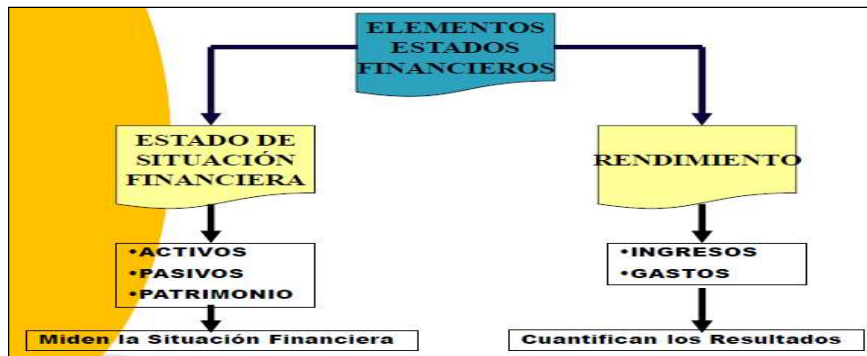 ELEMENTOS
ESTADOS
FINANCIEROS
ESTADO DE
SITUACIÓN
FINANCIERA
RENDIMIENTO
•ACTIVOS
•PASIVOS
•PATRIMONIO
•INGRESOS
•GASTOS
Miden la Situación Financiera
Cuantifican los Resultados